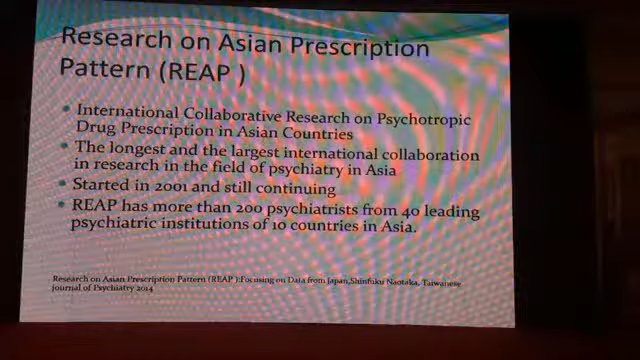 Research on Asian Prescription
Pattern (REAP )
• International Collaborative Research on Psychotropic
Drug Prescription in Asian Countries
• The longest and the largest international collaboration
in research in the field of psychiatry in Asia
• Started in 2001 and still continuing
• REAP has more than 200 psychiatrists from 40 leading
psychiatric institutions of 10 countries in Asia.
Research on Asian Prescription Pattern (REAP ):Focusing on Data from Japan,Shinfuku Naotaka, Taiwanese
journal of Psychiatry 2014